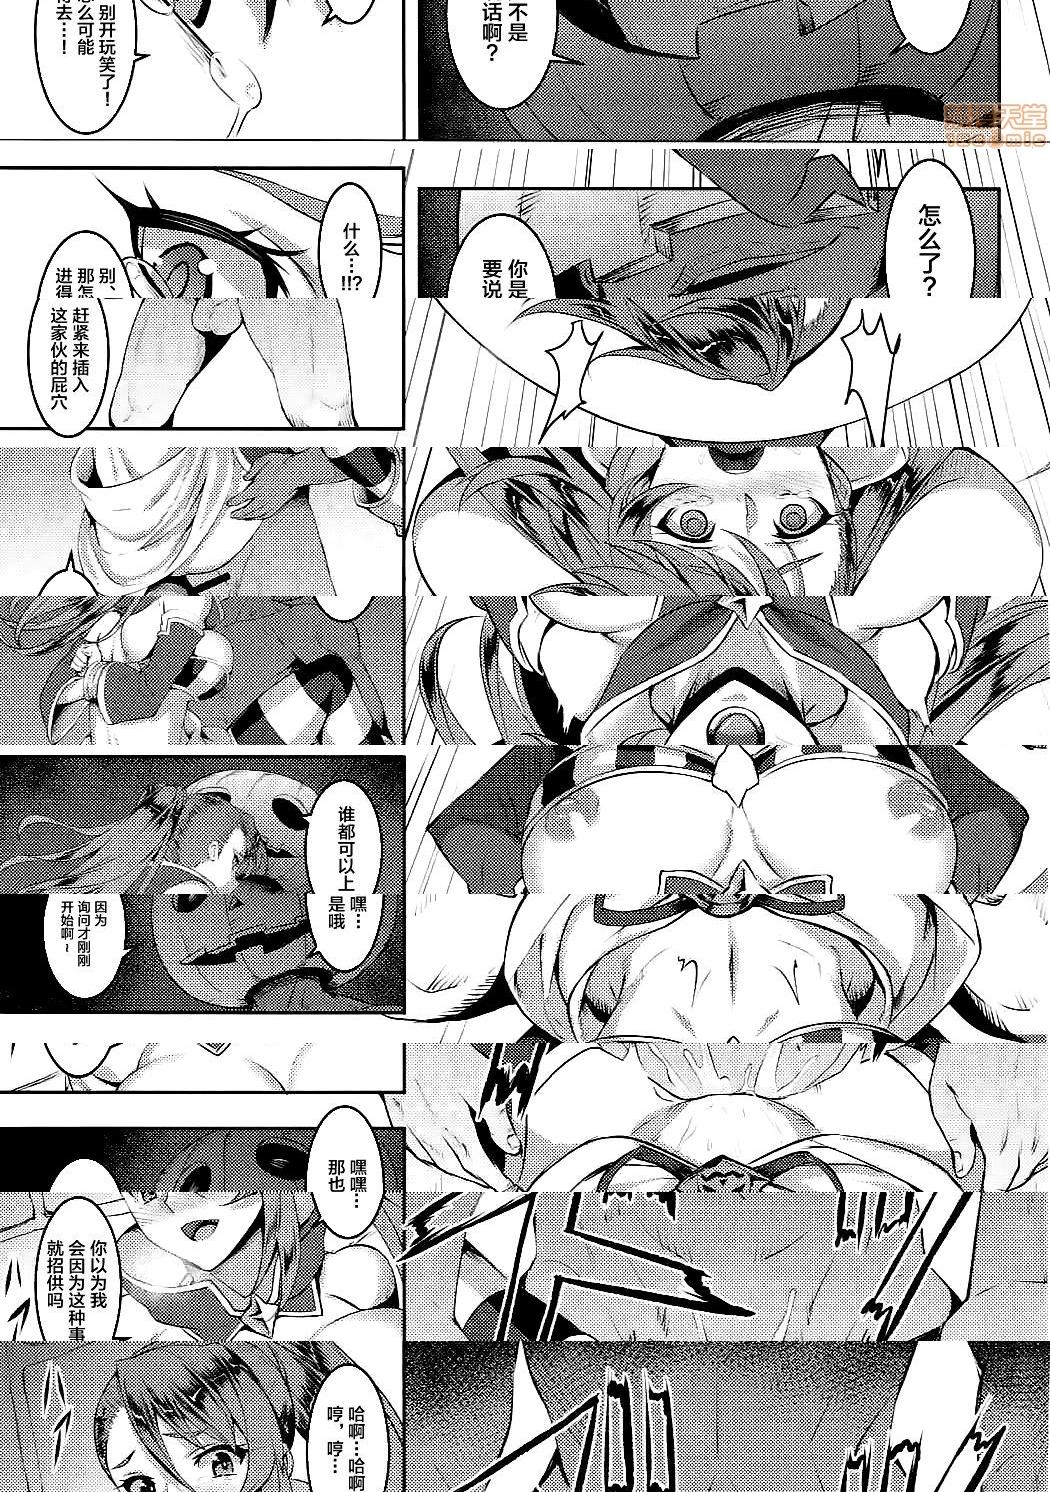 不是
话啊？
别开玩笑了！
么可能
去…！
天堂
怎么了？
你是
要说
什么…!!?
别、
那怎
进得
赶紧来插入
这家伙的屁穴
谁都可以上
嘿…
是哦
因为
询问才刚刚
开始啊~
嘿嘿…
那也
你以为我
会因为这种事
就招供吗
哈啊…哈啊
哼，哼…